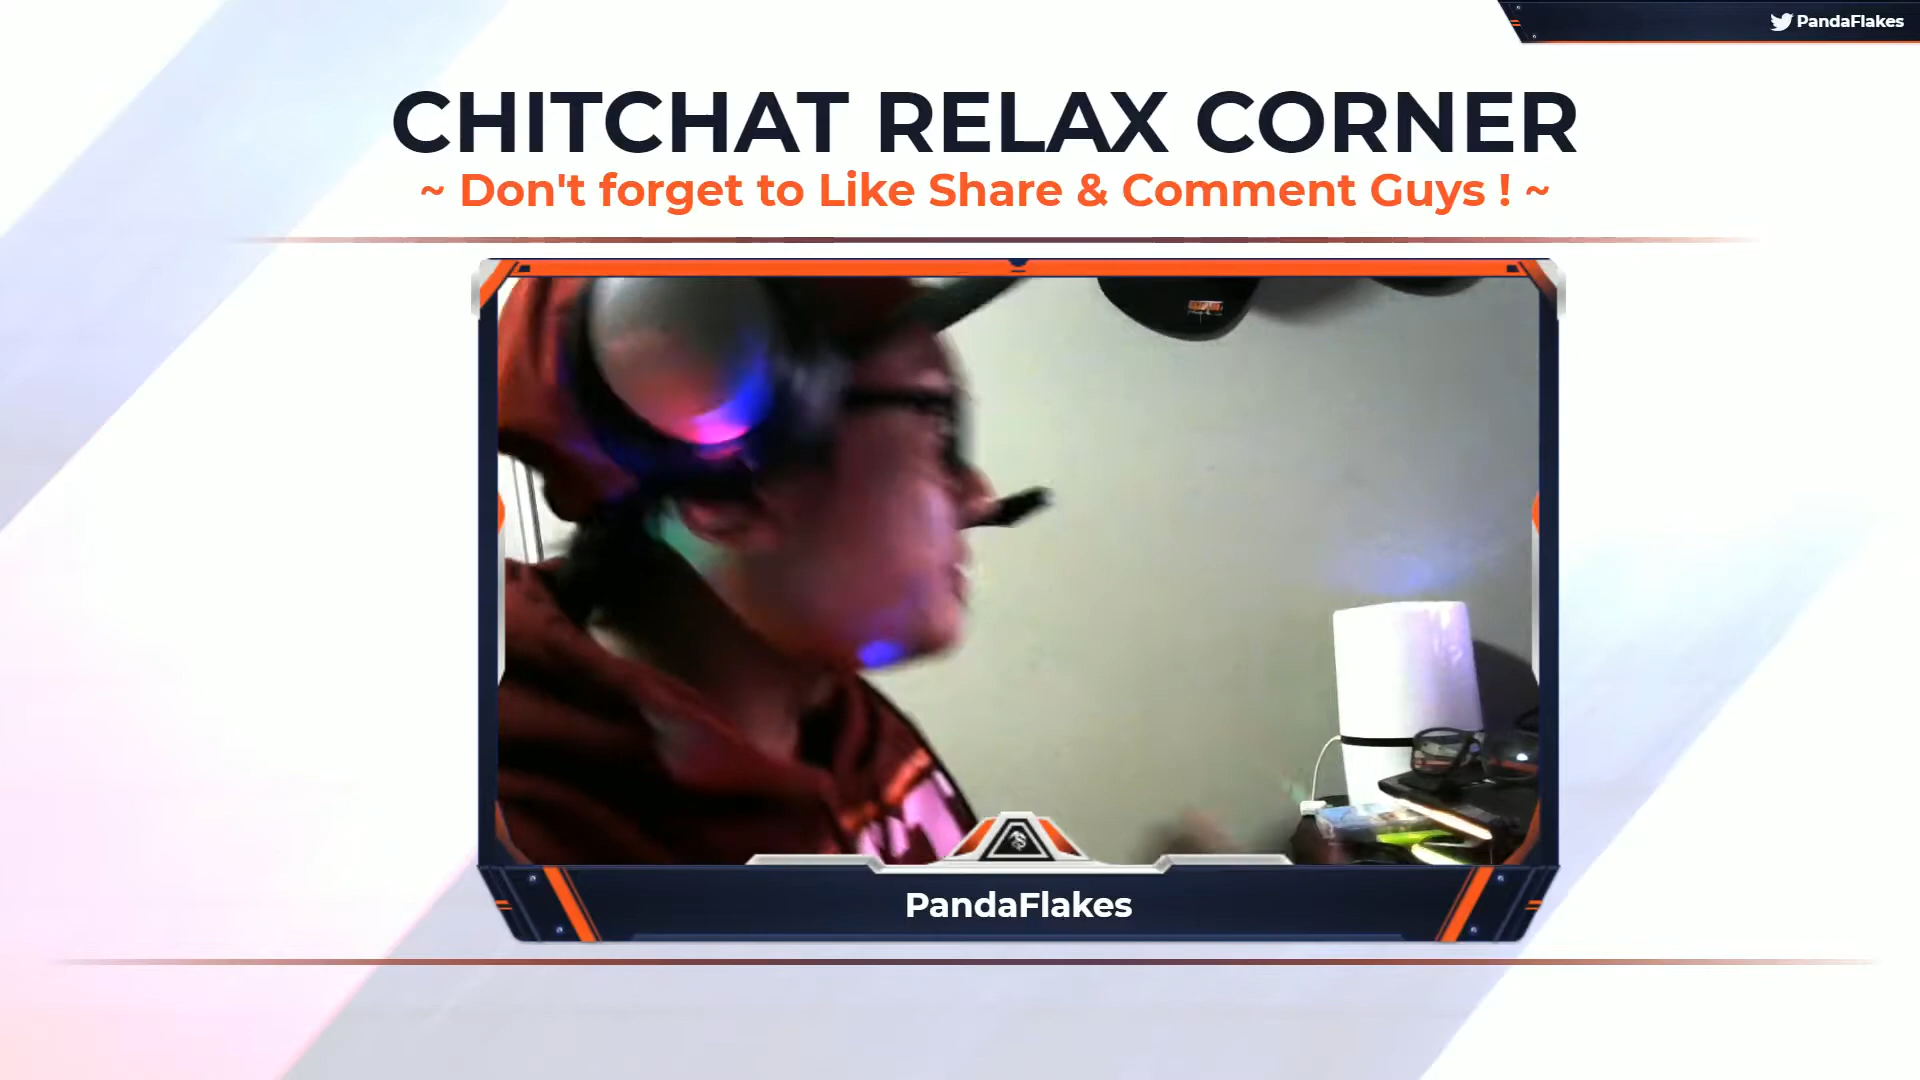 PandaFlakes
CHITCHAT RELAX CORNER
~ Don't forget to Like Share & Comment Guys ! ~
PandaFlakes